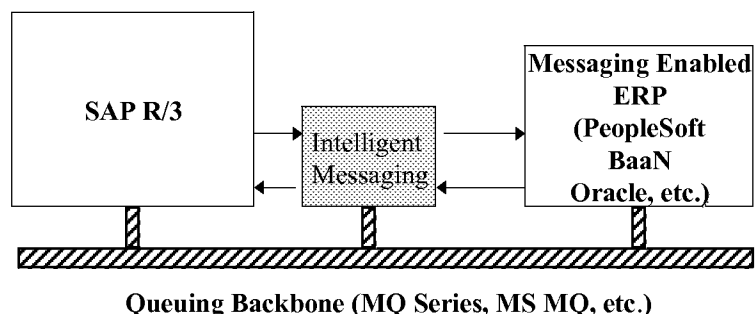 SAP R/3
Intelligent
Messaging
Messaging Enabled
ERP
(PeopleSoft
BaaN
Oracle, etc.)
Queuing Backbone (MQ Series, MS MQ, etc.)